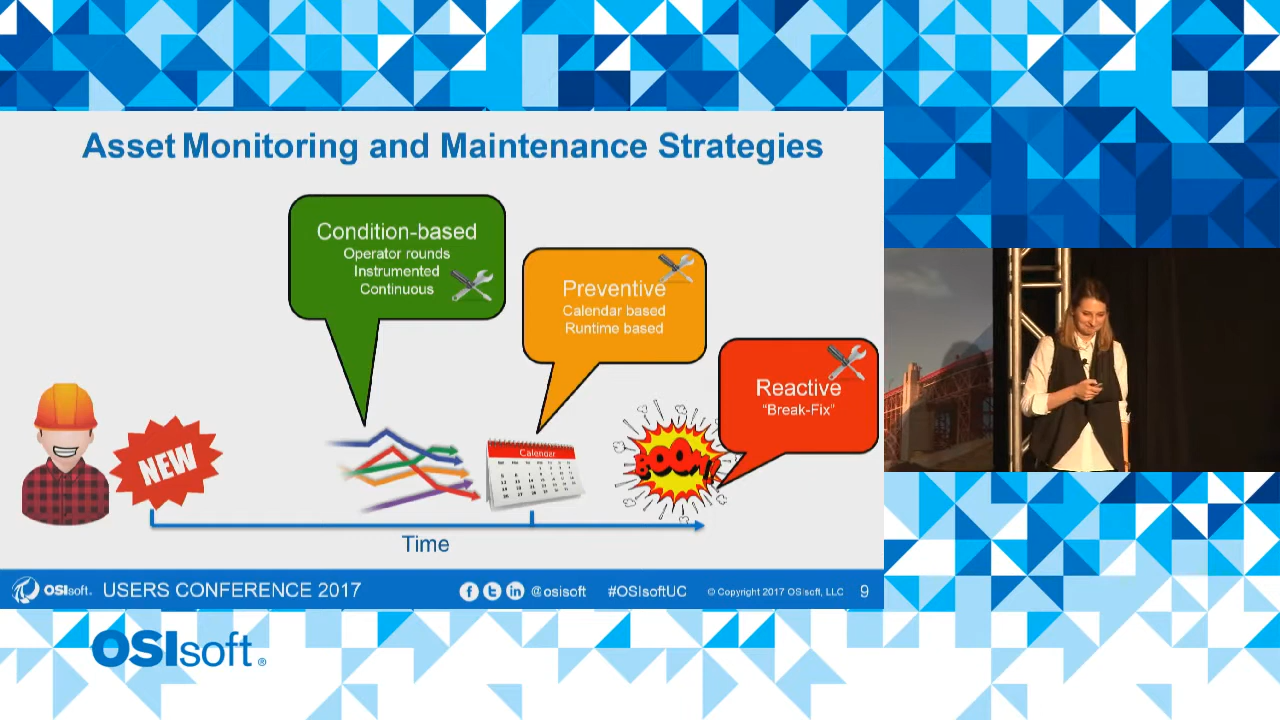 Asset Monitoring and Maintenance Strategies
Condition-based
Operator rounds
Instrumented
Continuous
Preventive
Calendar based
Runtime based
Reactive
“Break-Fix”
NEW
Calendar
BOOM!
Time
OSIsoft. USERS CONFERENCE 2017
@osisoft
#OSIsoftUC
© Copyright 2017 OSIsoft, LLC
9
OSIsoft®